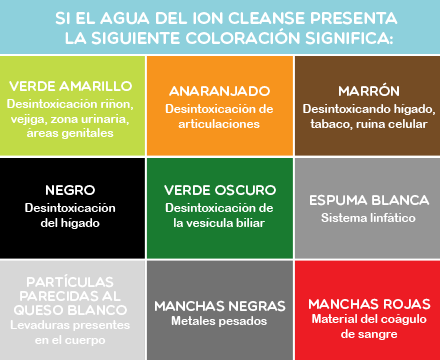 SI EL AGUA DEL ION CLEANSE PRESENTA
LA SIGUIENTE COLORACIÓN SIGNIFICA:
VERDE AMARILLO
Desintoxicación riñon,
vejiga, zona urinaria,
áreas genitales
ANARANJADO
Desintoxicación de
articulaciones
MARRÓN
Desintoxicando hígado,
tabaco, ruina celular
NEGRO
Desintoxicación
del hígado
VERDE OSCURO
Desintoxicación de
la vesícula biliar
ESPUMA BLANCA
Sistema linfático
PARTÍCULAS
PARECIDAS AL
QUESO BLANCO
Levaduras presentes
en el cuerpo
MANCHAS NEGRAS
Metales pesados
MANCHAS ROJAS
Material del coágulo
de sangre